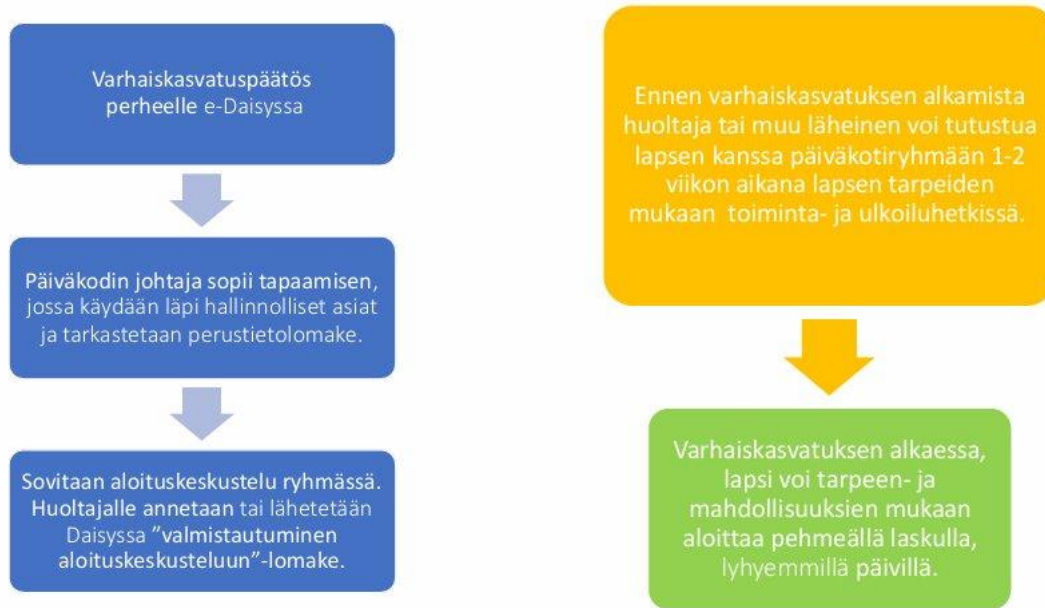 Varhaiskasvatuspäätös
perheelle e-Daisyssa
Päiväkodin johtaja sopii tapaamisen,
jossa käydään läpi hallinnolliset asiat
ja tarkastetaan perustietolomake.
Sovitaan aloituskeskustelu ryhmässä.
Huoltajalle annetaan tai lähetetään
Daisyssa ”valmistautuminen
aloituskeskusteluun”-lomake.
Ennen varhaiskasvatuksen alkamista
huoltaja tai muu läheinen voi tutustua
lapsen kanssa päiväkotiryhmään 1-2
viikon aikana lapsen tarpeiden
mukaan toiminta- ja ulkoiluhetkissä.
Varhaiskasvatuksen alkaessa,
lapsi voi tarpeen- ja
mahdollisuuksien mukaan
aloittaa pehmeällä laskulla,
lyhyemmillä päivillä.